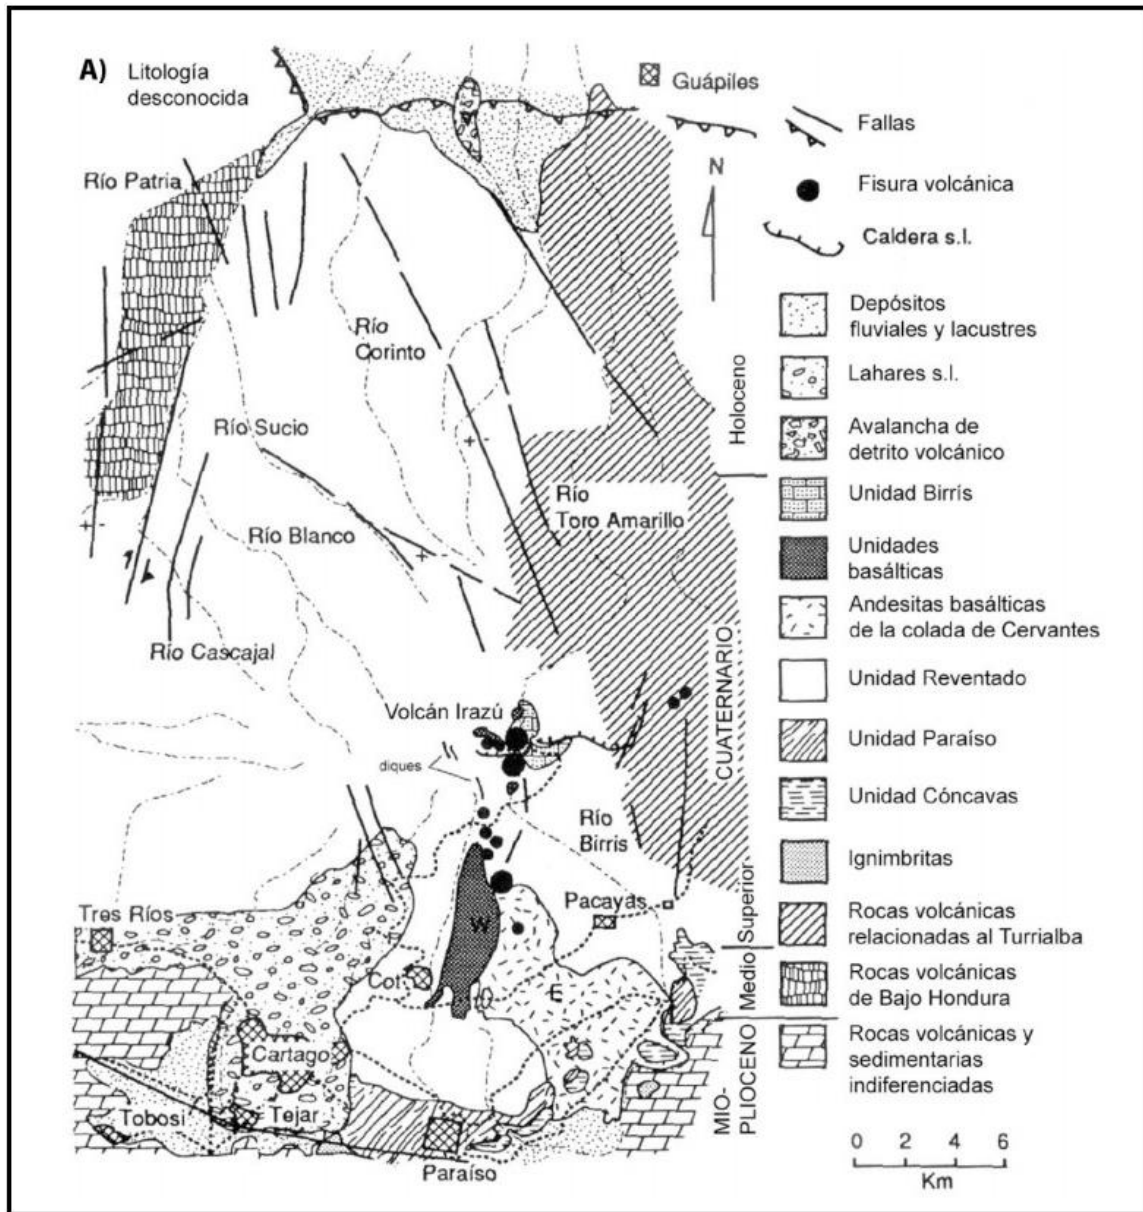 A)
Litología
desconocida
Guápiles
Fallas
N
Fisura volcánica
Caldera s.l.
Río Patria
Río
Corinto
Río Sucio
Río Blanco
Río
Toro Amarillo
Río Cascajal
+ -
+ -
+ -
Volcán Irazú
diques
Río
Birrís
Pacayas
Tres Ríos
W
Cot
E
Cartago
Tobosi
Tejar
Paraíso
Holoceno
CUATERNARIO
Superior
Medio
MIO-
PLIOCENO
Depósitos
fluviales y lacustres
Lahares s.l.
Avalancha de
detrito volcánico
Unidad Birrís
Unidades
basálticas
Andesitas basálticas
de la colada de Cervantes
Unidad Reventado
Unidad Paraíso
Unidad Cóncavas
Ignimbritas
Rocas volcánicas
relacionadas al Turrialba
Rocas volcánicas
de Bajo Hondura
Rocas volcánicas y
sedimentarias
indiferenciadas
0 2 4 6
Km